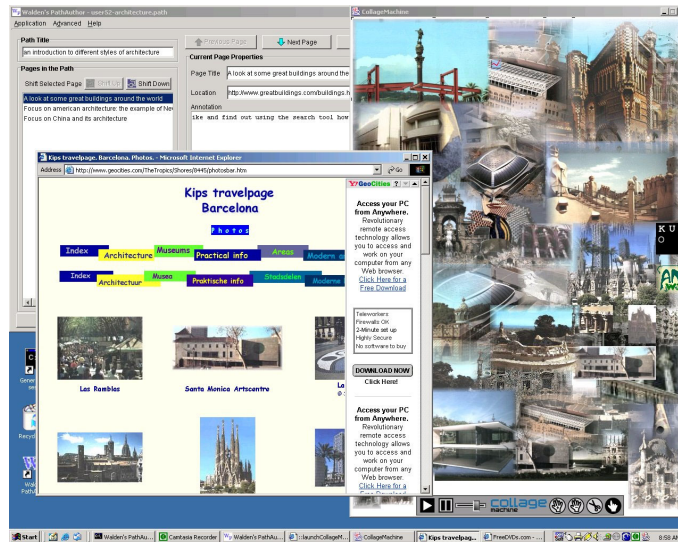 Walden's PathAuthor - user52-architecture.path
Application Advanced Help
Path Title
an introduction to different styles of architecture
Pages in the Path
Shift Selected Page Shift Up Shift Down
A look at some great buildings around the world
Focus on american architecture: the example of Nev
Focus on China and its architecture
Previous Page Next Page
Current Page Properties
Page Title A look at some great buildings around the
Location http://www.greatbuildings.com/buildings.h
Annotation
ike and find out using the search tool how
CollageMachine
K U
O
Kips travelpage. Barcelona. Photos. - Microsoft Internet Explorer
Address http://www.geocities.com/TheTropics/Shores/8445/photosbar.htm Go
Kips travelpage
Barcelona
Photos
Index Architecture Museums Practical info Areas Modern
Index Architectuur Musea Praktische info Stadsdelen Moderne
Las Ramblas
Santa Monica Artscentre
La
Y! GeoCities
Access your PC
from Anywhere.
Revolutionary
remote access
technology allows
you to access and
work on your
computer from any
Web browser.
Click Here for a
Free Download
Teleworkers
Firewalls OK
2-Minute set up
Highly Secure
No software to buy
DOWNLOAD NOW
Click Here!
Access your PC
from Anywhere.
Revolutionary
remote access
technology allows
you to access and
work on your
computer from any
Web browser.
Click Here for a
Free Download
collage
machine
Start
Walden's PathAu...
Camtasia Recorder
Walden's PathAu...
::launchCollageM...
CollageMachine
Kips travelpag...
FreeDVDs.com - ...
8:58 AM